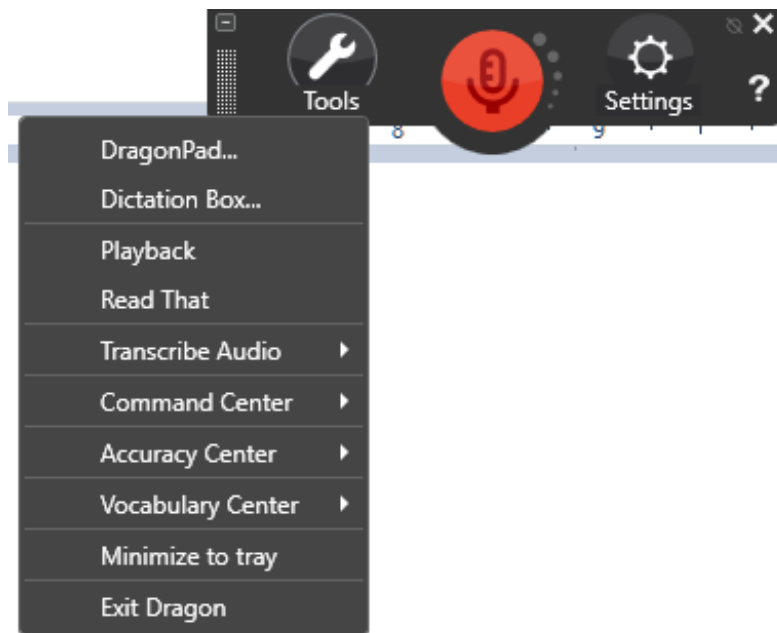 Tools
Settings
?
8 9
DragonPad...
Dictation Box...
Playback
Read That
Transcribe Audio
Command Center
Accuracy Center
Vocabulary Center
Minimize to tray
Exit Dragon